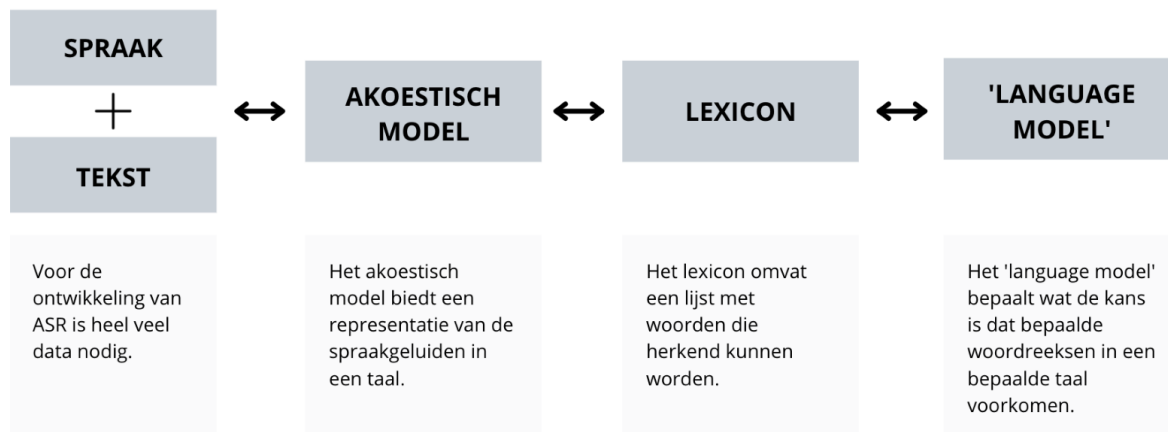 SPRAAK
TEKST
AKOESTISCH
MODEL
LEXICON
'LANGUAGE
MODEL'
Voor de
ontwikkeling van
ASR is heel veel
data nodig.
Het akoestisch
model biedt een
representatie van de
spraakgeluiden in
een taal.
Het lexicon omvat
een lijst met
woorden die
herkend kunnen
worden.
Het 'language model'
bepaalt wat de kans
is dat bepaalde
woordreeksen in een
bepaalde taal
voorkomen.